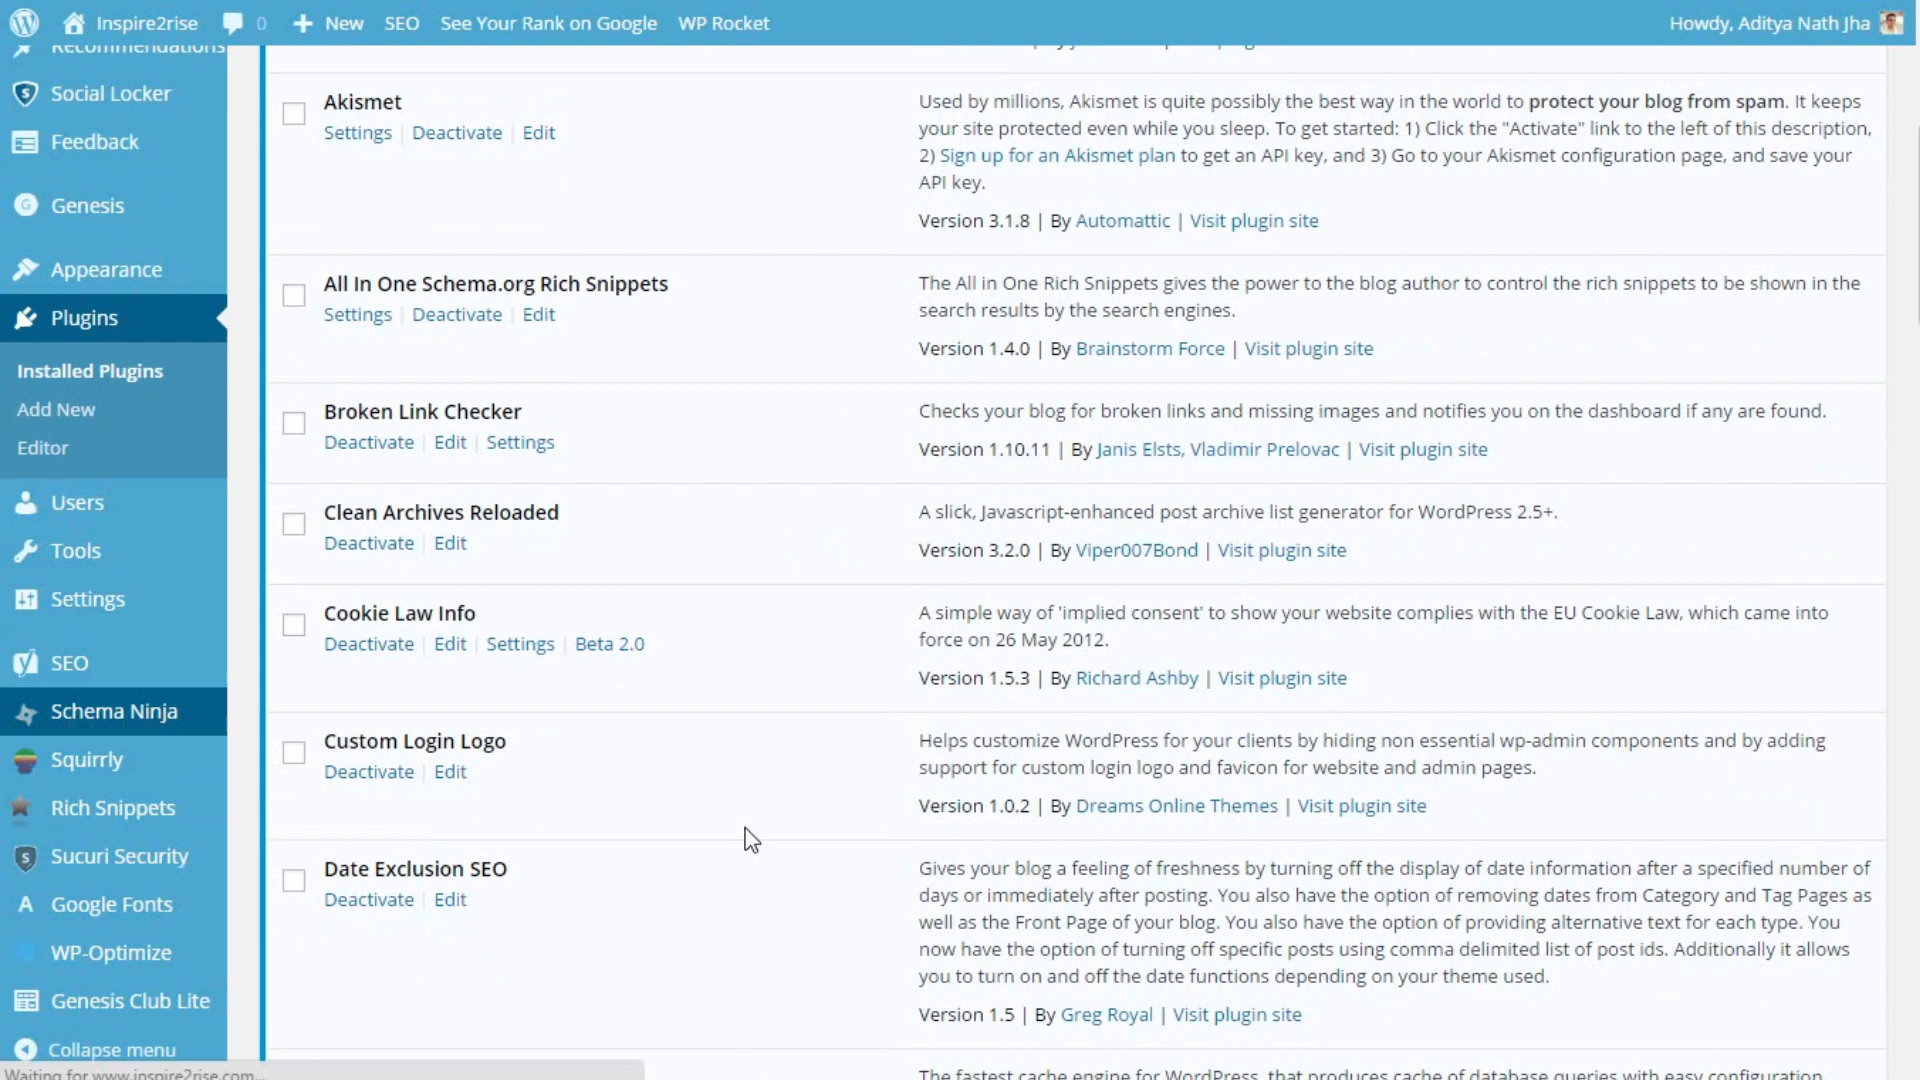 Inspire2rise
0
New
SEO
See Your Rank on Google
WP Rocket
Howdy, Aditya Nath Jha
Recommendations
Social Locker
Feedback
Genesis
Appearance
Plugins
Installed Plugins
Add New
Editor
Users
Tools
Settings
SEO
Schema Ninja
Squirrly
Rich Snippets
Sucuri Security
Google Fonts
WP-Optimize
Genesis Club Lite
Collapse menu
Waiting for www.inspire2rise.com...
Akismet
Settings | Deactivate | Edit
Used by millions, Akismet is quite possibly the best way in the world to protect your blog from spam. It keeps
your site protected even while you sleep. To get started: 1) Click the "Activate" link to the left of this description,
2) Sign up for an Akismet plan to get an API key, and 3) Go to your Akismet configuration page, and save your
API key.
Version 3.1.8 | By Automattic | Visit plugin site
All In One Schema.org Rich Snippets
Settings | Deactivate | Edit
The All in One Rich Snippets gives the power to the blog author to control the rich snippets to be shown in the
search results by the search engines.
Version 1.4.0 | By Brainstorm Force | Visit plugin site
Broken Link Checker
Deactivate | Edit | Settings
Checks your blog for broken links and missing images and notifies you on the dashboard if any are found.
Version 1.10.11 | By Janis Elsts, Vladimir Prelovac | Visit plugin site
Clean Archives Reloaded
Deactivate | Edit
A slick, Javascript-enhanced post archive list generator for WordPress 2.5+.
Version 3.2.0 | By Viper007Bond | Visit plugin site
Cookie Law Info
Deactivate | Edit | Settings | Beta 2.0
A simple way of 'implied consent' to show your website complies with the EU Cookie Law, which came into
force on 26 May 2012.
Version 1.5.3 | By Richard Ashby | Visit plugin site
Custom Login Logo
Deactivate | Edit
Helps customize WordPress for your clients by hiding non essential wp-admin components and by adding
support for custom login logo and favicon for website and admin pages.
Version 1.0.2 | By Dreams Online Themes | Visit plugin site
Date Exclusion SEO
Deactivate | Edit
Gives your blog a feeling of freshness by turning off the display of date information after a specified number of
days or immediately after posting. You also have the option of removing dates from Category and Tag Pages as
well as the Front Page of your blog. You also have the option of providing alternative text for each type. You
now have the option of turning off specific posts using comma delimited list of post ids. Additionally it allows
you to turn on and off the date functions depending on your theme used.
Version 1.5 | By Greg Royal | Visit plugin site
The fastest cache engine for WordPress, that produces cache of database queries with easy configuration.